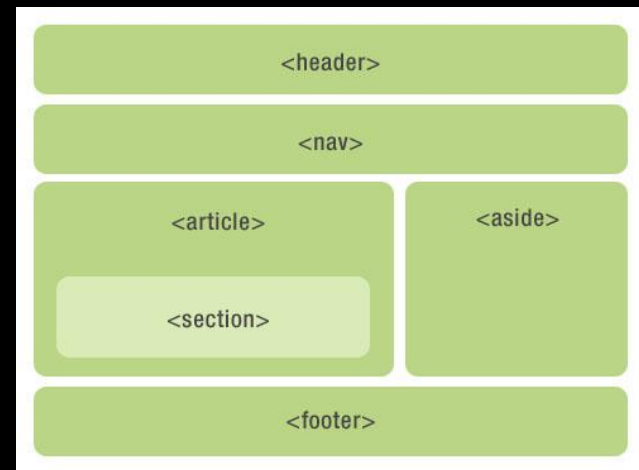 <header>
<nav>
<article>
<aside>
<section>
<footer>